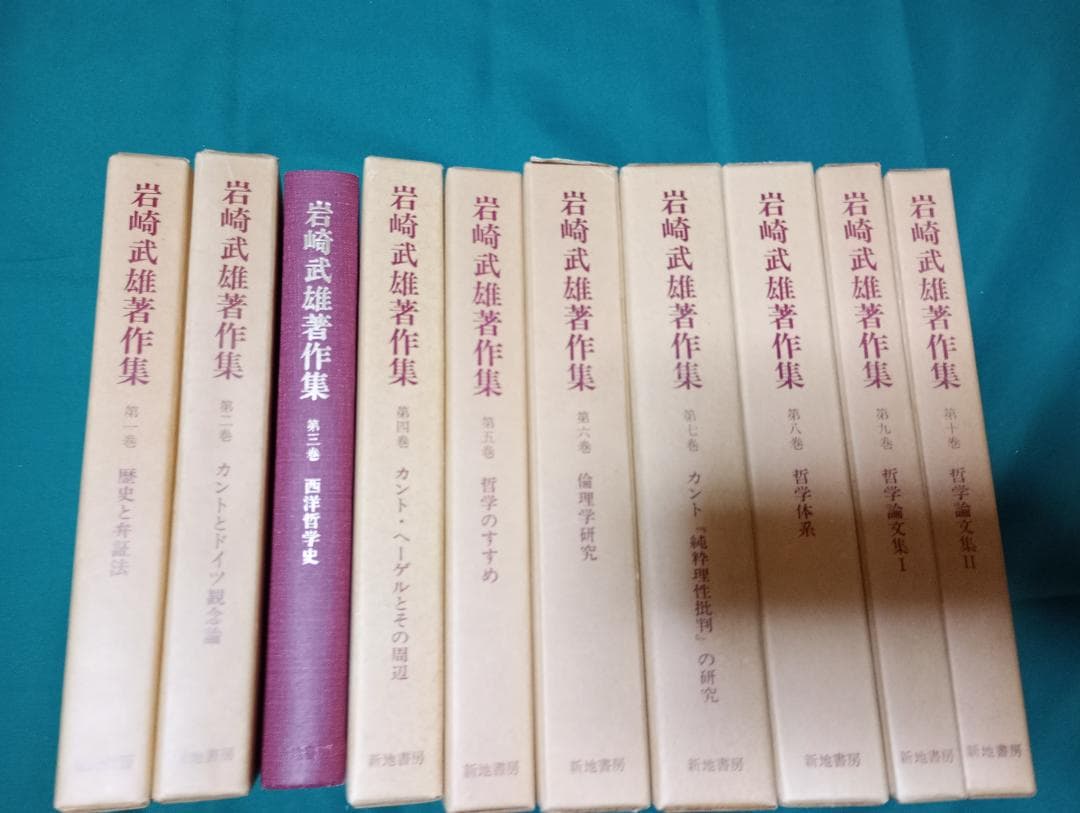 岩崎武雄著作集
第一巻
歴史と弁証法
岩崎武雄著作集
第二巻
カントとドイツ観念論
岩崎武雄著作集
第三巻
西洋哲学史
岩崎武雄著作集
第四巻
カント・ヘーゲルとその周辺
新地書房
岩崎武雄著作集
第五巻
哲学のすすめ
新地書房
岩崎武雄著作集
第六巻
倫理学研究
新地書房
岩崎武雄著作集
第七巻
カント『純粋理性批判』の研究
新地書房
岩崎武雄著作集
第八巻
哲学体系
新地書房
岩崎武雄著作集
第九巻
哲学論文集Ⅰ
新地書房
岩崎武雄著作集
第十巻
哲学論文集Ⅱ
新地書房